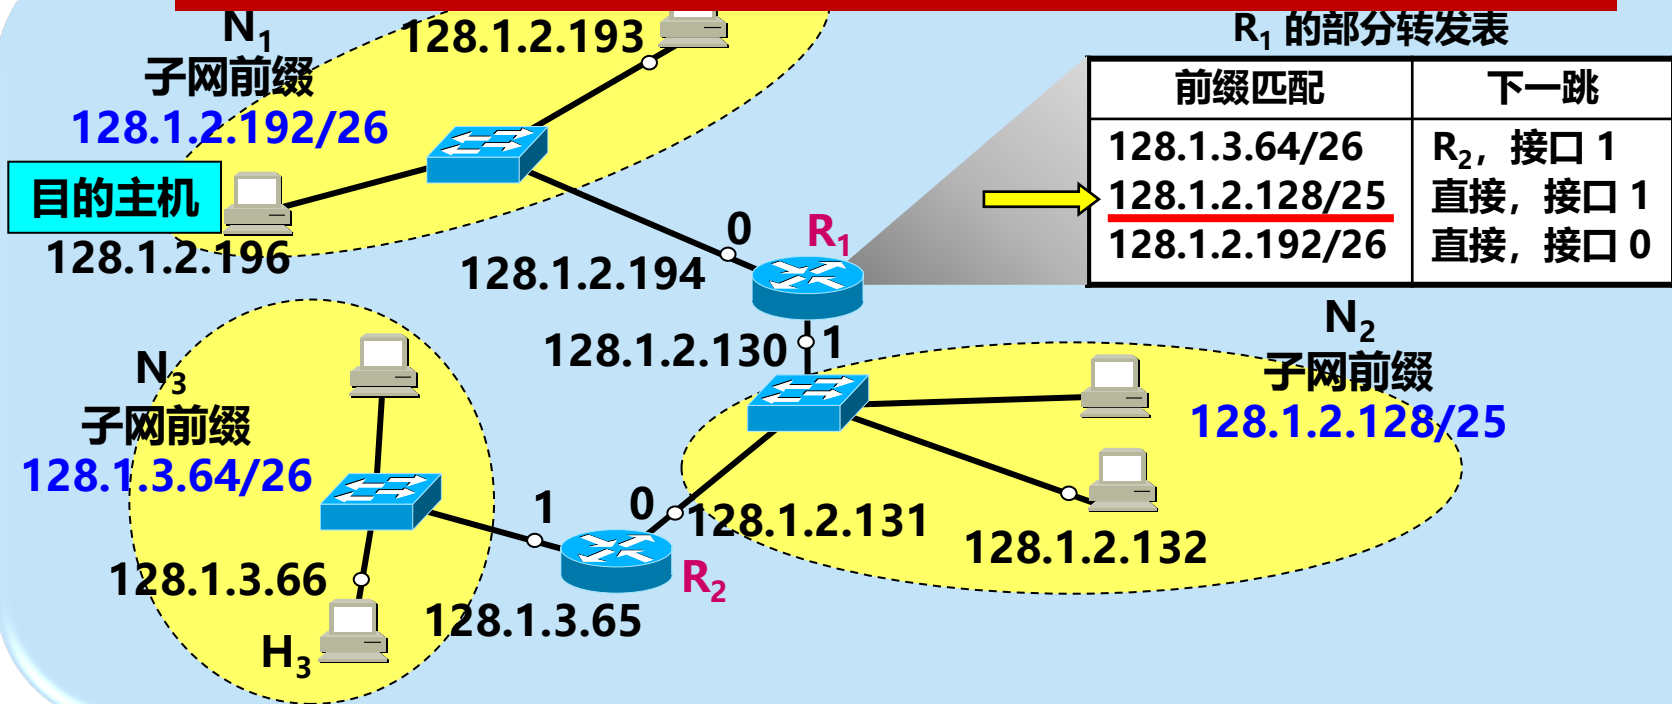 N₁
子网前缀
128.1.2.192/26
128.1.2.193
目的主机
128.1.2.196
R₁ 的部分转发表
前缀匹配 下一跳
128.1.3.64/26 R₂，接口 1
128.1.2.128/25 直接，接口 1
128.1.2.192/26 直接，接口 0
0
R₁
128.1.2.194
128.1.2.130
1
N₂
子网前缀
128.1.2.128/25
N₃
子网前缀
128.1.3.64/26
1
0
128.1.2.131
128.1.2.132
R₂
128.1.3.66
128.1.3.65
H₃